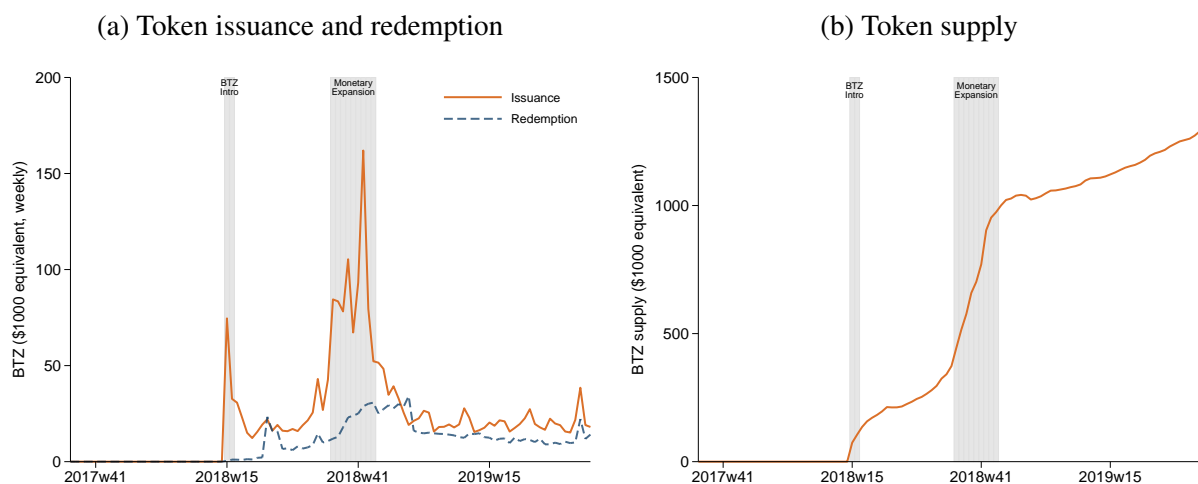 (a) Token issuance and redemption
200
150
100
50
0
BTZ ($1000 equivalent, weekly)
BTZ
Intro
Monetary
Expansion
Issuance
Redemption
2017w41
2018w15
2018w41
2019w15
(b) Token supply
1500
1000
500
0
BTZ supply ($1000 equivalent)
BTZ
Intro
Monetary
Expansion
2017w41
2018w15
2018w41
2019w15